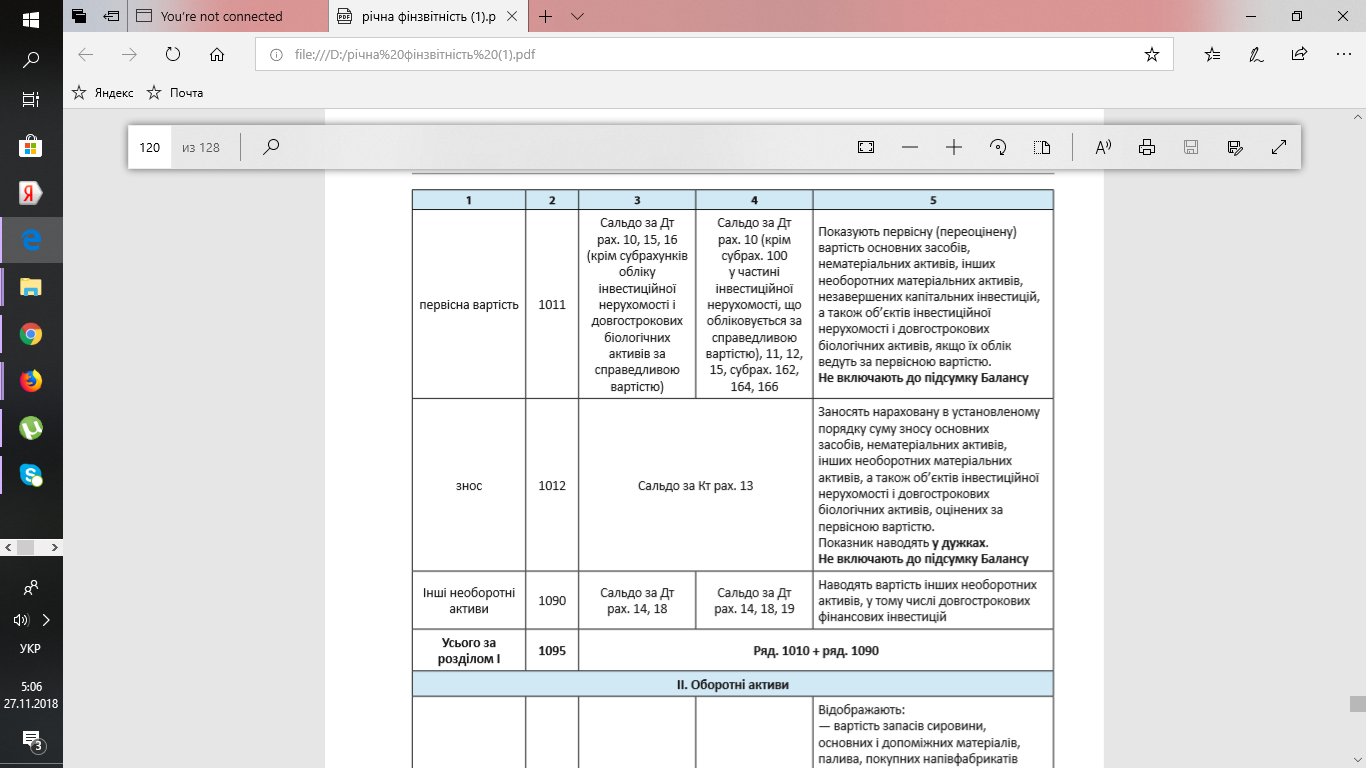 You're not connected
річна фінзвітність (1).p
file:///D:/річна%20фінзвітність%20(1).pdf
Яндекс
Почта
120
из 128
1
2
3
4
5
первісна вартість
1011
Сальдо за Дт
рах. 10, 15, 16
(крім субрахунків
обліку
інвестиційної
нерухомості і
довгострокових
біологічних
активів за
справедливою
вартістю)
Сальдо за Дт
рах. 10 (крім
субрах. 100
у частині
інвестиційної
нерухомості, що
обліковується за
справедливою
вартістю), 11, 12,
15, субрах. 162,
164, 166
Показують первісну (переоцінену)
вартість основних засобів,
нематеріальних активів, інших
необоротних матеріальних активів,
незавершених капітальних інвестицій,
а також об’єктів інвестиційної
нерухомості і довгострокових
біологічних активів, якщо їх облік
ведуть за первісною вартістю.
Не включають до підсумку Балансу
знос
1012
Сальдо за Кт рах. 13
Заносять нараховану в установленому
порядку суму зносу основних
засобів, нематеріальних активів,
інших необоротних матеріальних
активів, а також об’єктів інвестиційної
нерухомості і довгострокових
біологічних активів, оцінених за
первісною вартістю.
Показник наводять у дужках.
Не включають до підсумку Балансу
Інші необоротні
активи
1090
Сальдо за Дт
рах. 14, 18
Сальдо за Дт
рах. 14, 18, 19
Наводять вартість інших необоротних
активів, у тому числі довгострокових
фінансових інвестицій
Усього за
розділом І
1095
Ряд. 1010 + ряд. 1090
ІІ. Оборотні активи
Відображають:
— вартість запасів сировини,
основних і допоміжних матеріалів,
палива, покупних напівфабрикатів
УКР
5:06
27.11.2018
3